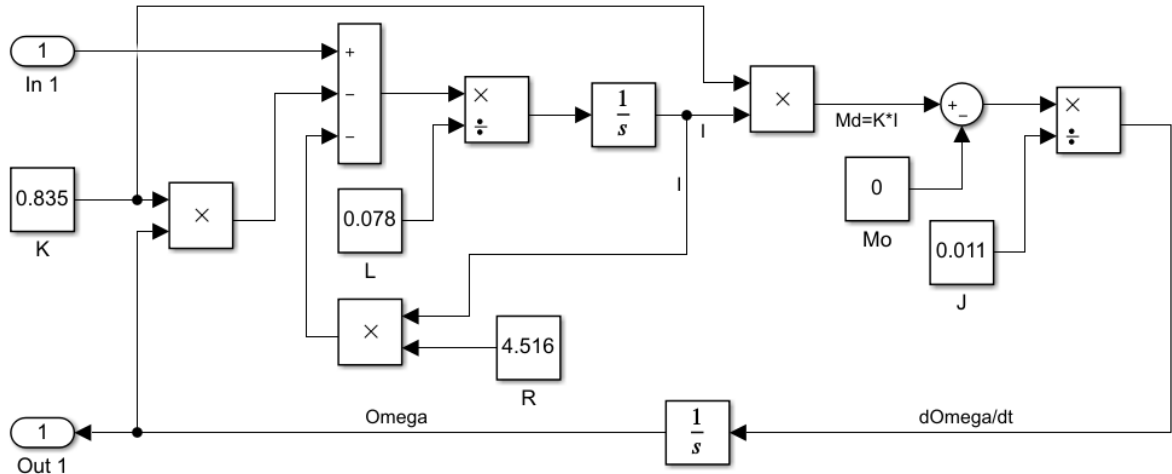 1
In 1
0.835
K
×
+
−
−
×
÷
0.078
L
×
4.516
R
1
s
I
I
×
Md=K*I
+
−
0
Mo
×
÷
0.011
J
1
s
Omega
dOmega/dt
1
Out 1